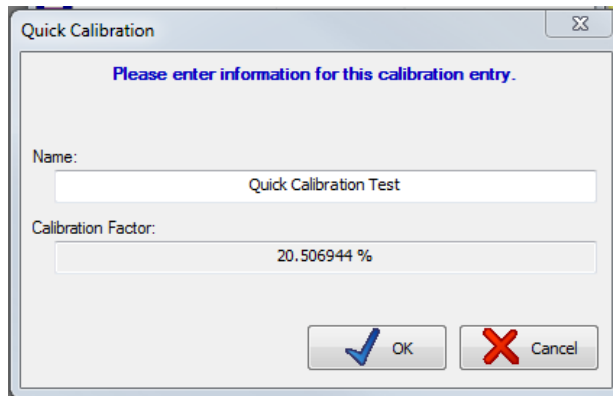 Quick Calibration
Please enter information for this calibration entry.
Name:
Quick Calibration Test
Calibration Factor:
20.506944 %
OK
Cancel